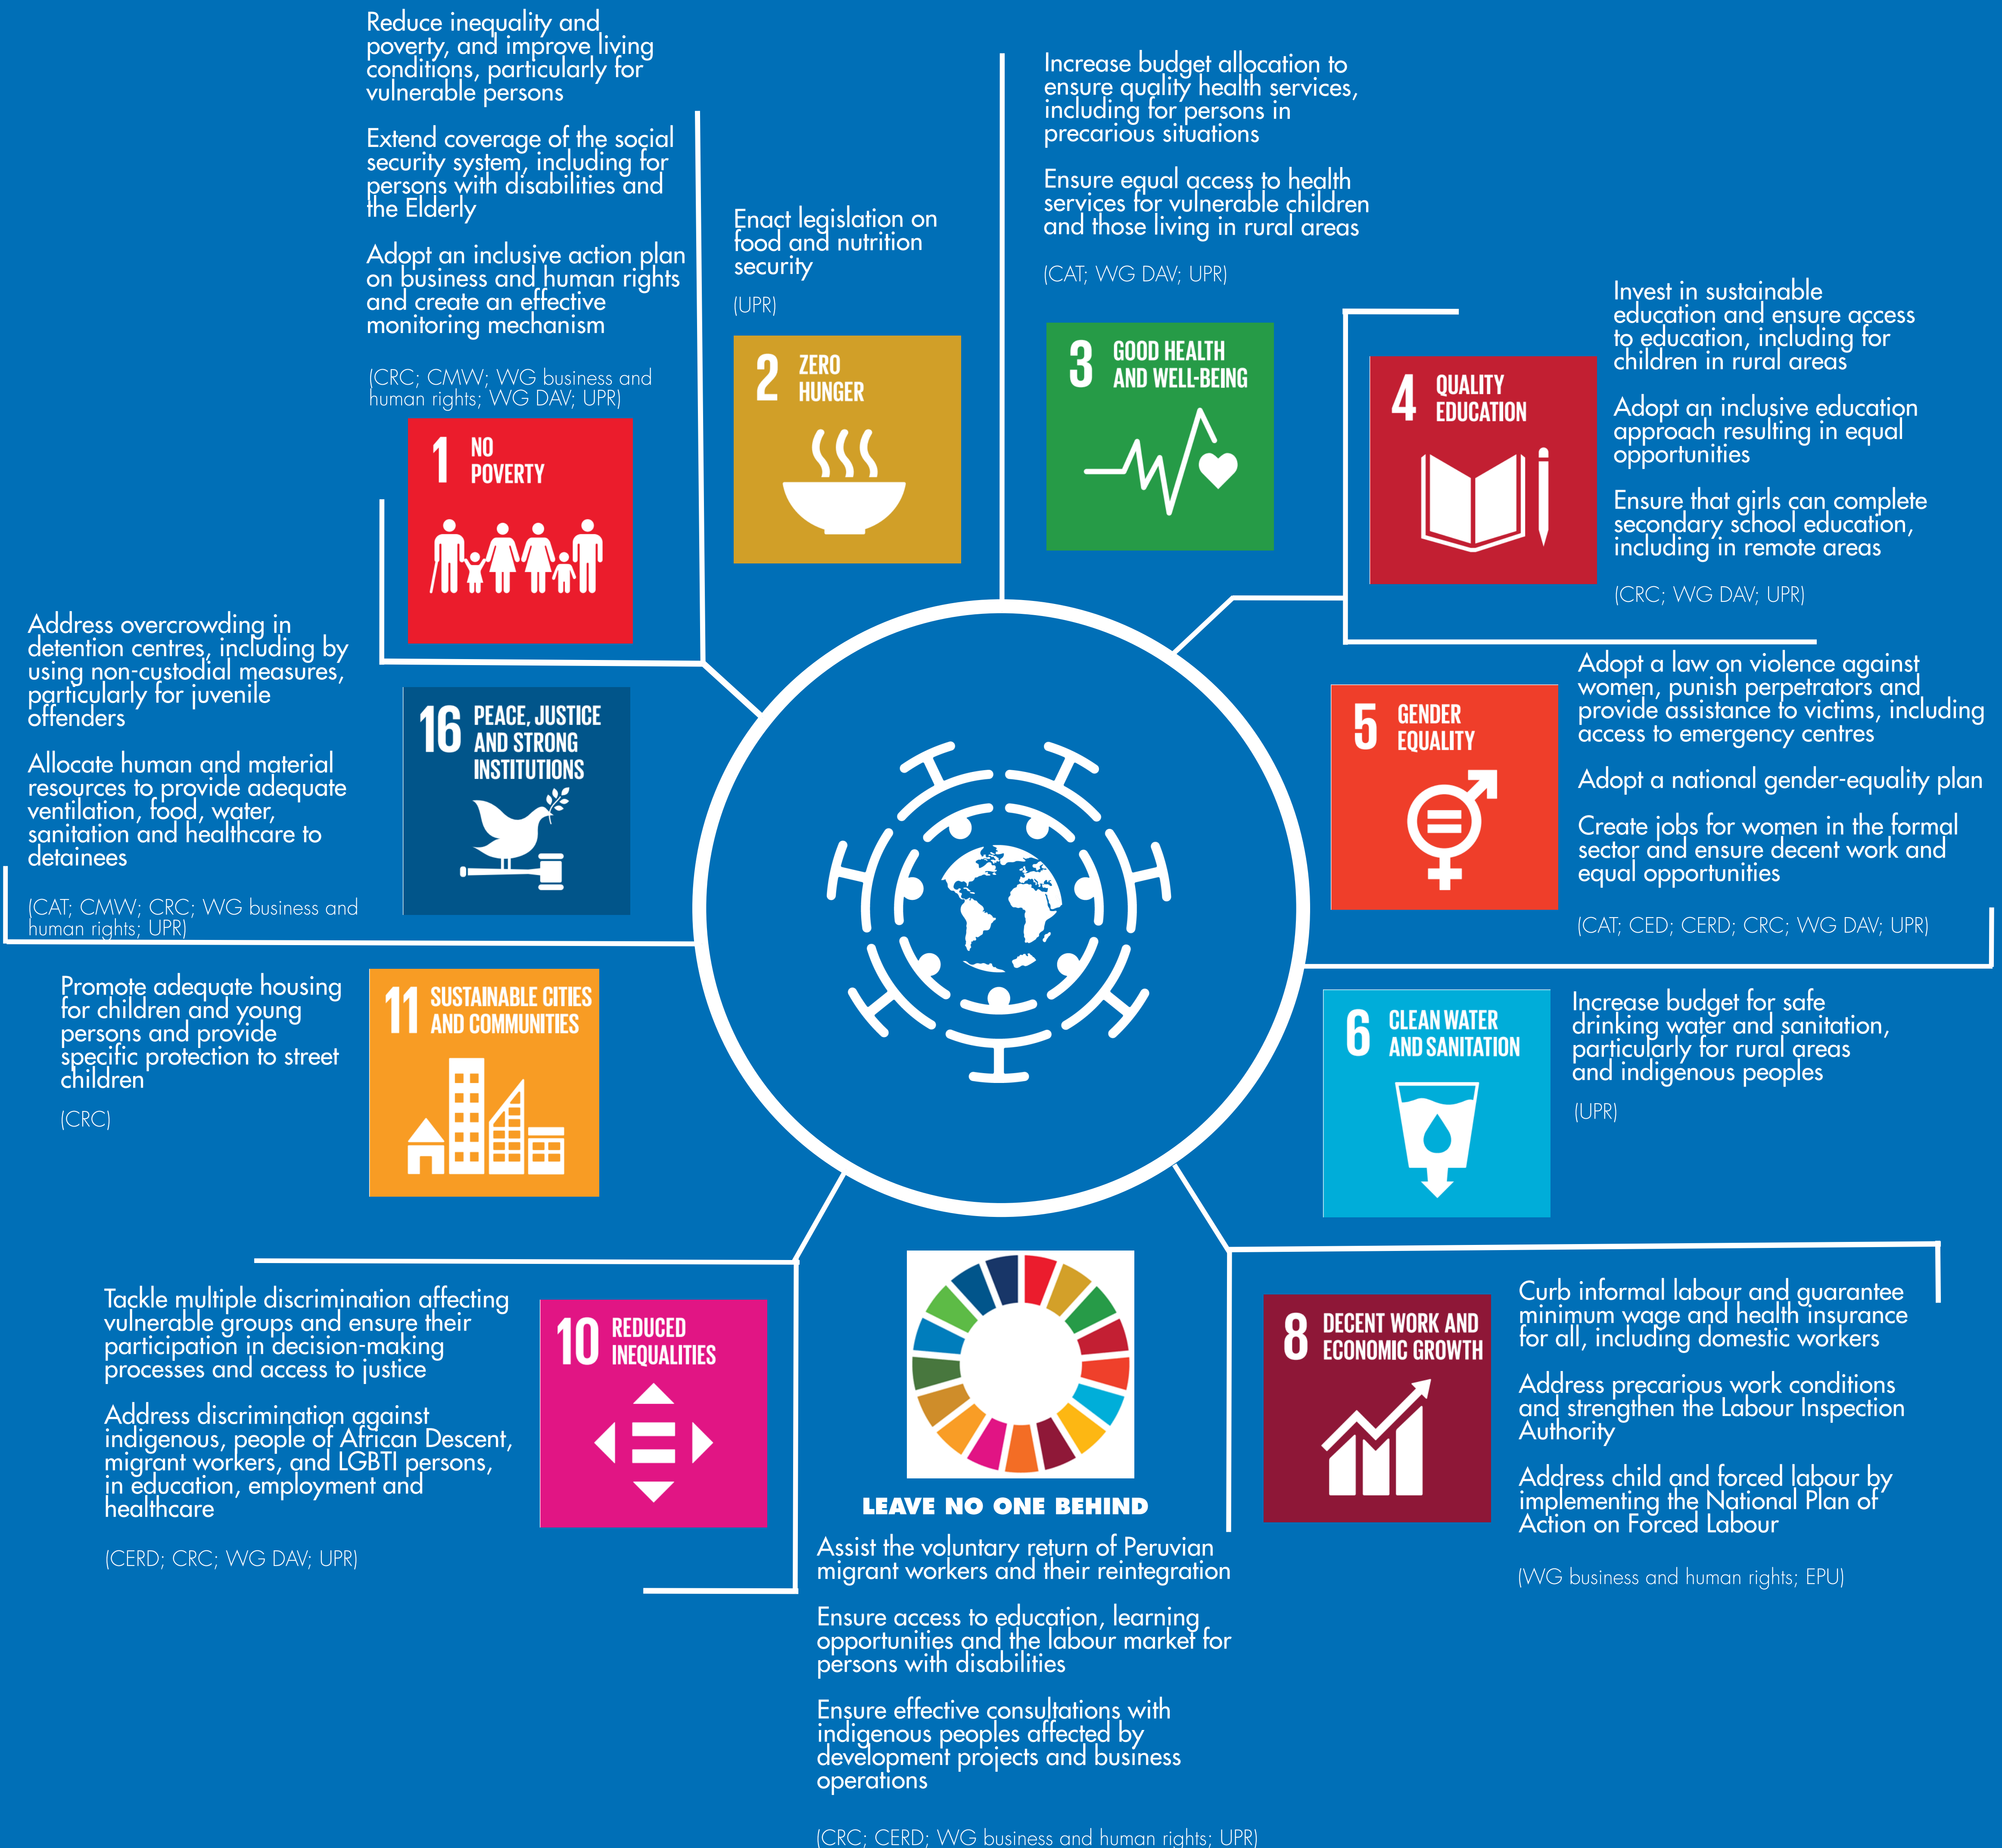 Reduce inequality and
poverty, and improve living
conditions, particularly for
vulnerable persons
Extend coverage of the social
security system, including for
persons with disabilities and
the Elderly
Adopt an inclusive action plan
on business and human rights
and create an effective
monitoring mechanism
(CRC; CMW; WG business and
human rights; WG DAV; UPR)
1 NO
POVERTY
Enact legislation on
food and nutrition
security
(UPR)
2 ZERO
HUNGER
Increase budget allocation to
ensure quality health services,
including for persons in
precarious situations
Ensure equal access to health
services for vulnerable children
and those living in rural areas
(CAT; WG DAV; UPR)
3 GOOD HEALTH
AND WELL-BEING
4 QUALITY
EDUCATION
Invest in sustainable
education and ensure access
to education, including for
children in rural areas
Adopt an inclusive education
approach resulting in equal
opportunities
Ensure that girls can complete
secondary school education,
including in remote areas
(CRC; WG DAV; UPR)
5 GENDER
EQUALITY
Adopt a law on violence against
women, punish perpetrators and
provide assistance to victims, including
access to emergency centres
Adopt a national gender-equality plan
Create jobs for women in the formal
sector and ensure decent work and
equal opportunities
(CAT; CED; CERD; CRC; WG DAV; UPR)
6 CLEAN WATER
AND SANITATION
Increase budget for safe
drinking water and sanitation,
particularly for rural areas
and indigenous peoples
(UPR)
8 DECENT WORK AND
ECONOMIC GROWTH
Curb informal labour and guarantee
minimum wage and health insurance
for all, including domestic workers
Address precarious work conditions
and strengthen the Labour Inspection
Authority
Address child and forced labour by
implementing the National Plan of
Action on Forced Labour
(WG business and human rights; EPU)
LEAVE NO ONE BEHIND
Assist the voluntary return of Peruvian
migrant workers and their reintegration
Ensure access to education, learning
opportunities and the labour market for
persons with disabilities
Ensure effective consultations with
indigenous peoples affected by
development projects and business
operations
(CRC; CERD; WG business and human rights; UPR)
Tackle multiple discrimination affecting
vulnerable groups and ensure their
participation in decision-making
processes and access to justice
Address discrimination against
indigenous, people of African Descent,
migrant workers, and LGBTI persons,
in education, employment and
healthcare
(CERD; CRC; WG DAV; UPR)
10 REDUCED
INEQUALITIES
Promote adequate housing
for children and young
persons and provide
specific protection to street
children
(CRC)
11 SUSTAINABLE CITIES
AND COMMUNITIES
Address overcrowding in
detention centres, including by
using non-custodial measures,
particularly for juvenile
offenders
Allocate human and material
resources to provide adequate
ventilation, food, water,
sanitation and healthcare to
detainees
(CAT; CMW; CRC; WG business and
human rights; UPR)
16 PEACE, JUSTICE
AND STRONG
INSTITUTIONS